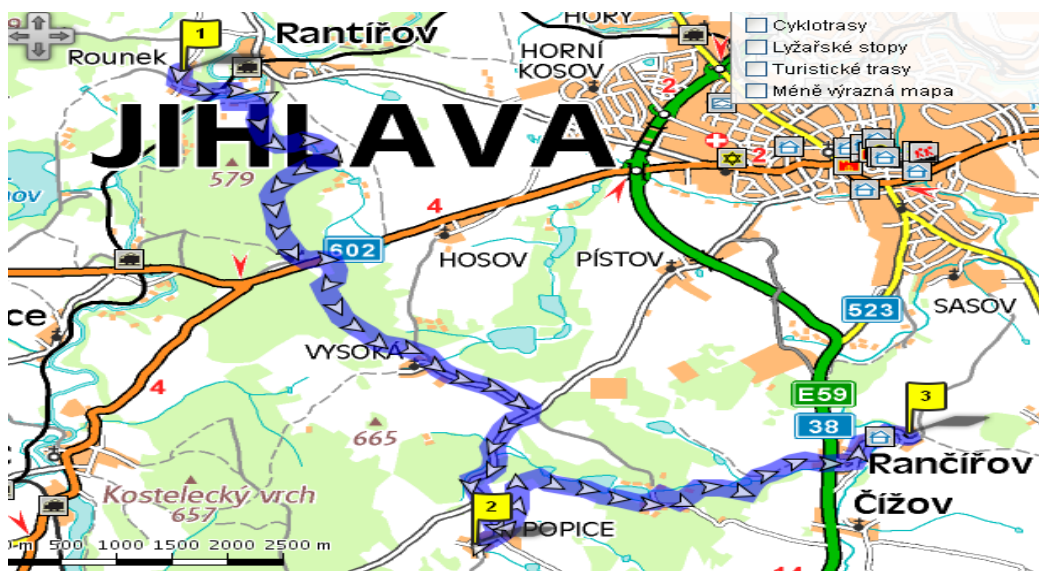 HORY
Cyklotrasy
Lyžařské stopy
Turistické trasy
Méně výrazná mapa
1
Rounek
Rantířov
HORNÍ
KOSOV
2
JIHLAVA
2
579
4
602
HOSOV
PÍSTOV
SASOV
523
VYSOKÁ
4
E59
38
3
665
Rančířov
Kostelecký vrch
657
2
POPICE
Čížov
500 1000 1500 2000 2500 m